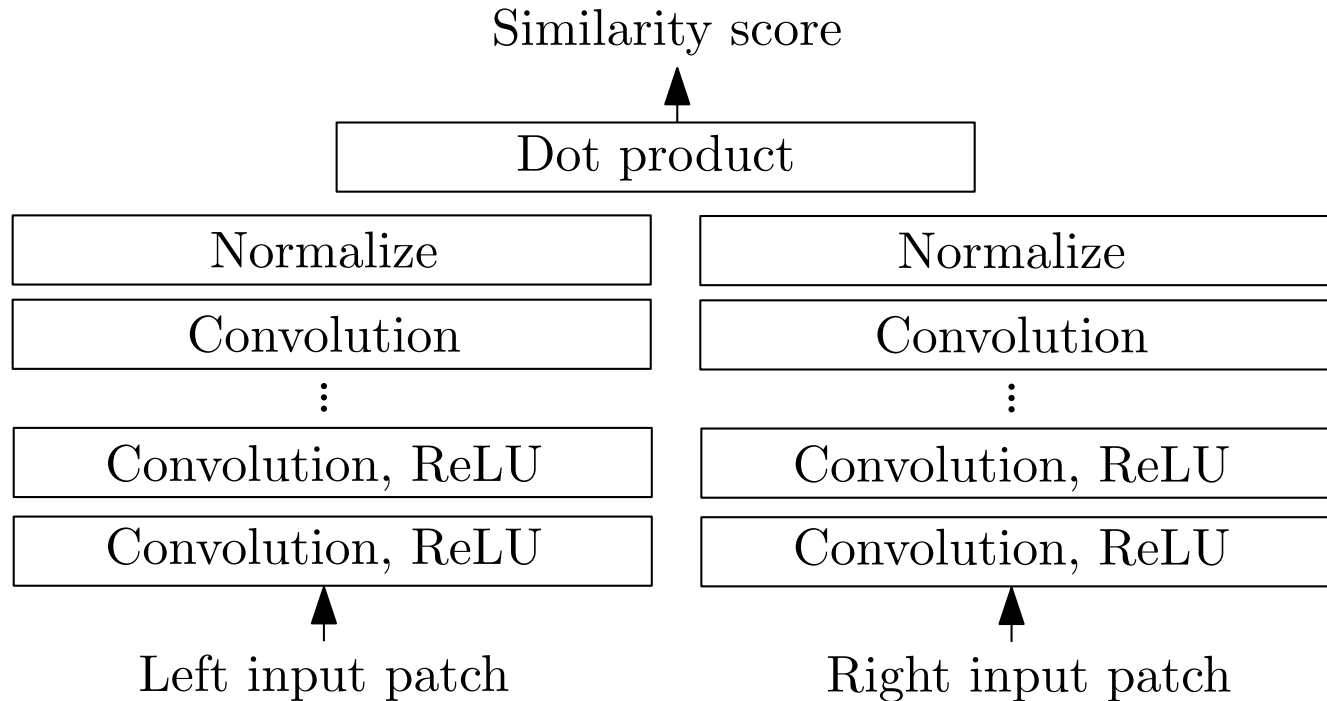 Similarity score
Dot product
Normalize
Normalize
Convolution
Convolution
Convolution, ReLU
Convolution, ReLU
Convolution, ReLU
Convolution, ReLU
Left input patch
Right input patch